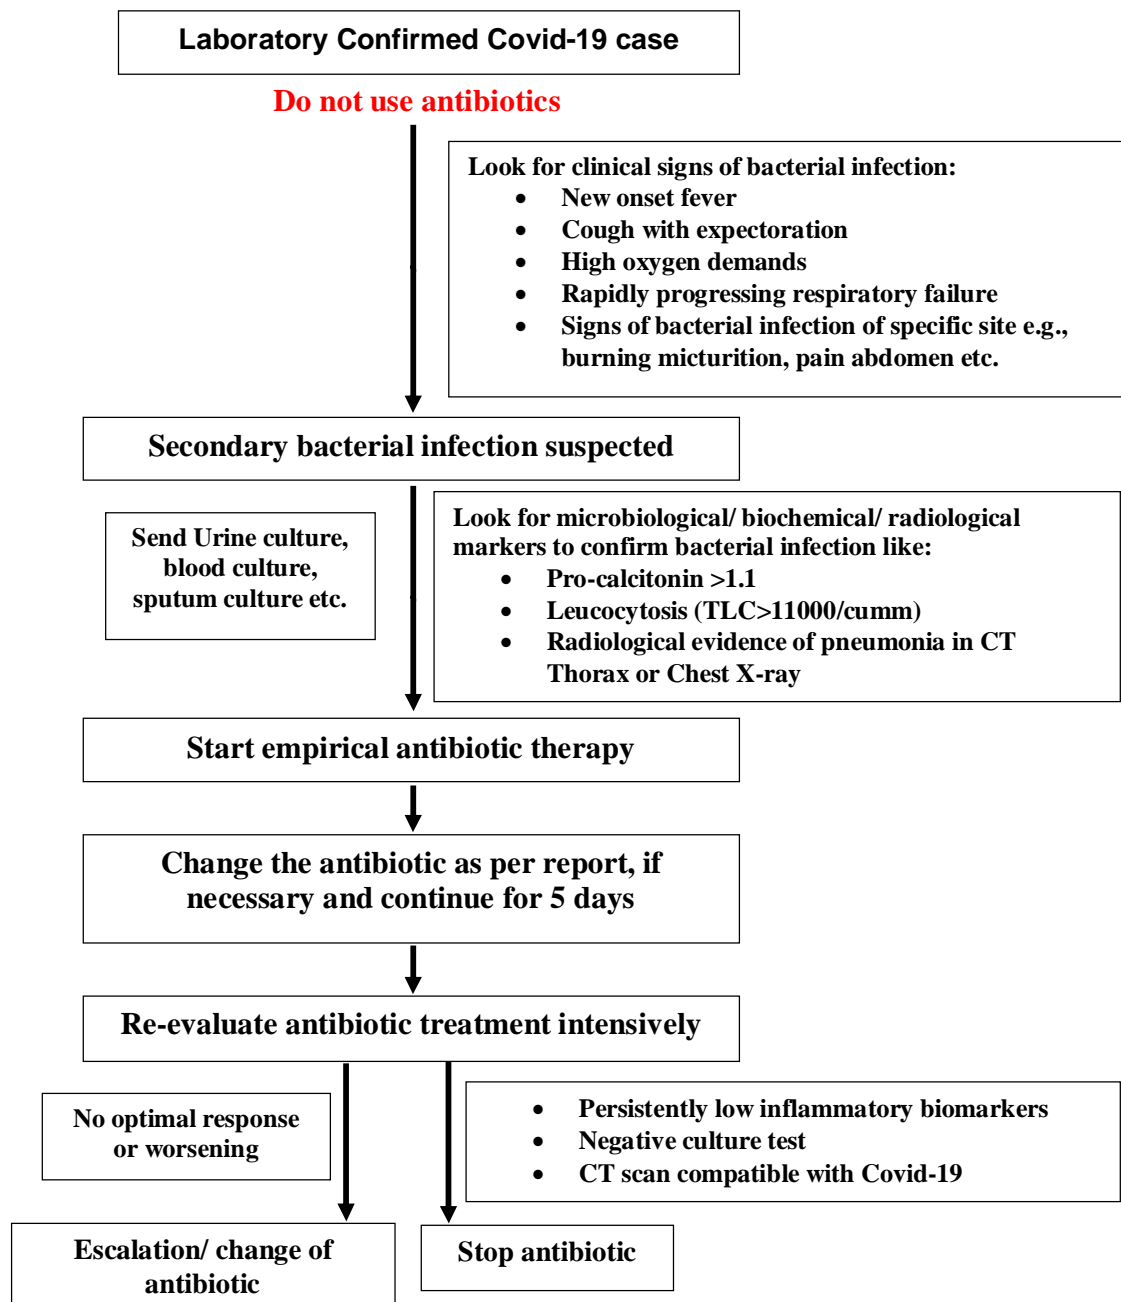 Laboratory Confirmed Covid-19 case
Do not use antibiotics
Look for clinical signs of bacterial infection:
• New onset fever
• Cough with expectoration
• High oxygen demands
• Rapidly progressing respiratory failure
• Signs of bacterial infection of specific site e.g.,
burning micturition, pain abdomen etc.
Secondary bacterial infection suspected
Send Urine culture,
blood culture,
sputum culture etc.
Look for microbiological/ biochemical/ radiological
markers to confirm bacterial infection like:
• Pro-calcitonin >1.1
• Leucocytosis (TLC>11000/cumm)
• Radiological evidence of pneumonia in CT
Thorax or Chest X-ray
Start empirical antibiotic therapy
Change the antibiotic as per report, if
necessary and continue for 5 days
Re-evaluate antibiotic treatment intensively
No optimal response
or worsening
• Persistently low inflammatory biomarkers
• Negative culture test
• CT scan compatible with Covid-19
Escalation/ change of
antibiotic
Stop antibiotic